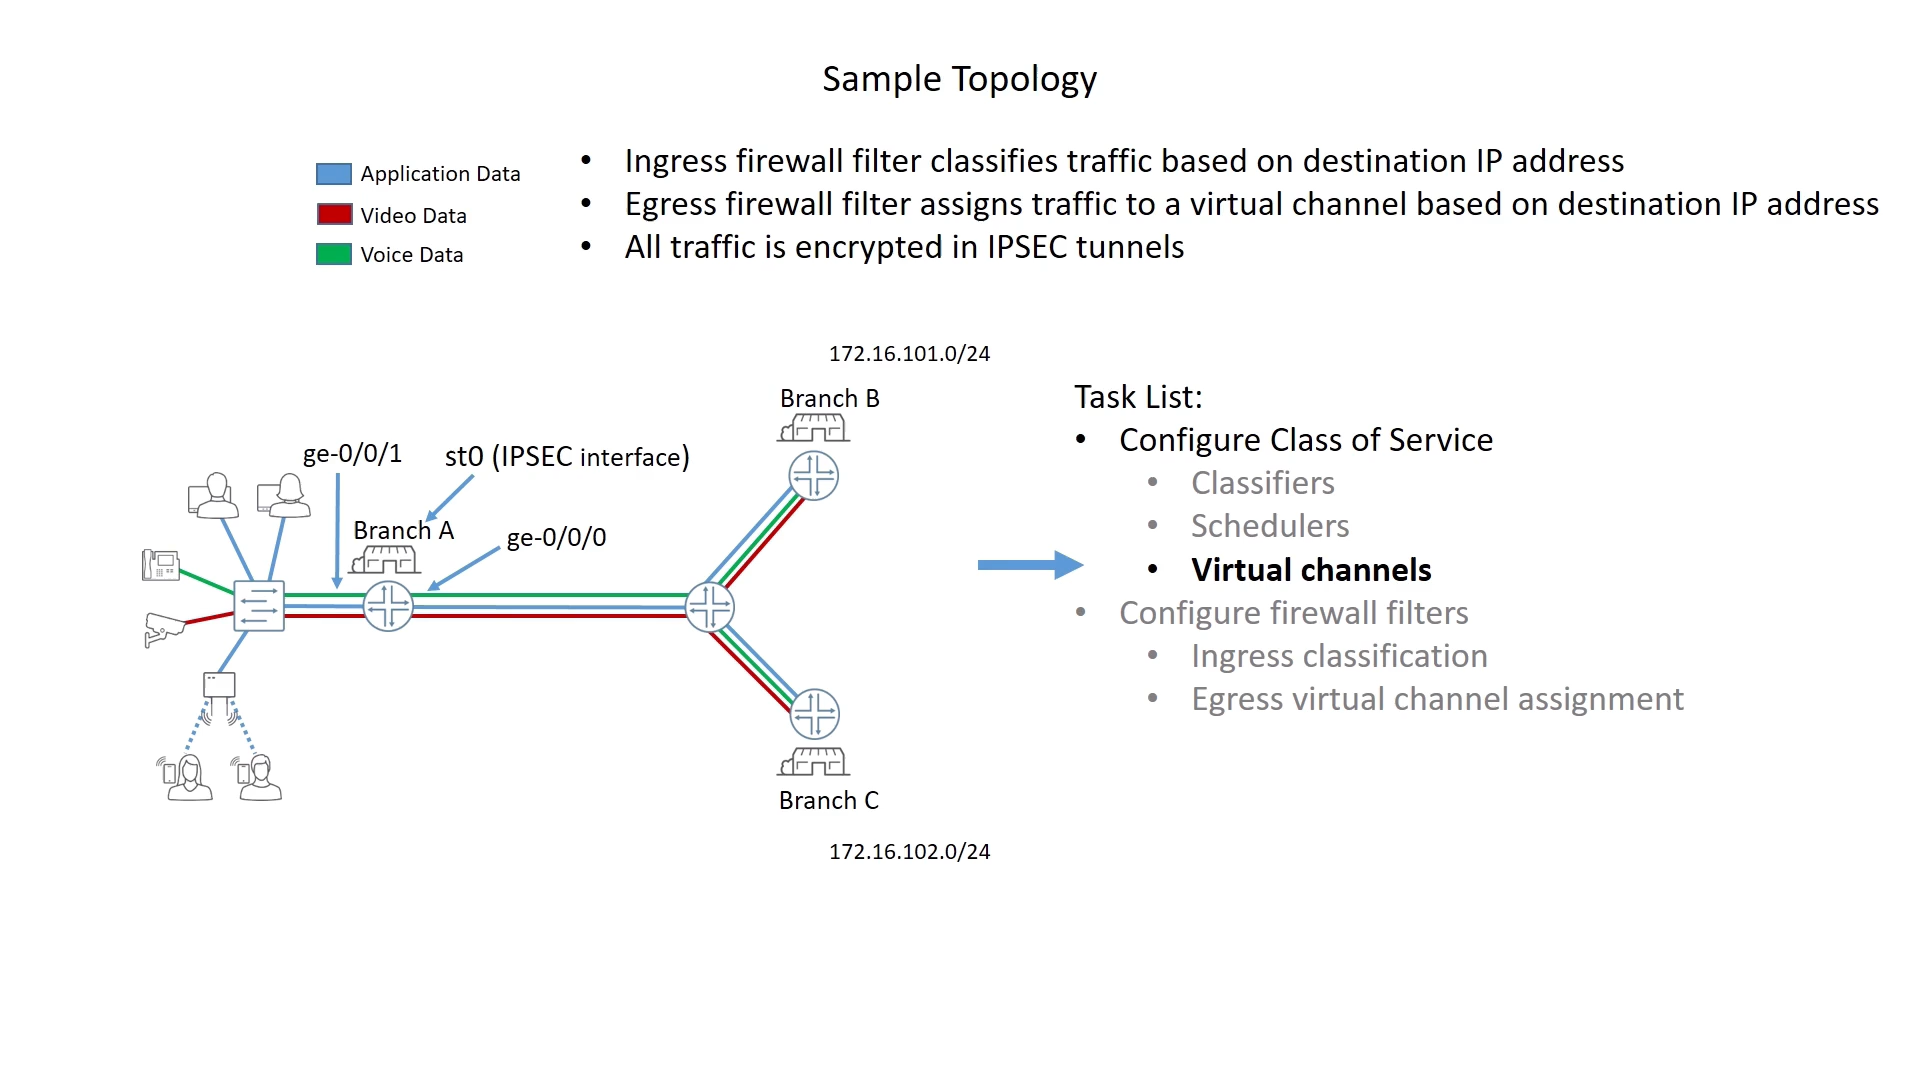 Sample Topology
Application Data
Video Data
Voice Data
• Ingress firewall filter classifies traffic based on destination IP address
• Egress firewall filter assigns traffic to a virtual channel based on destination IP address
• All traffic is encrypted in IPSEC tunnels
172.16.101.0/24
Branch B
ge-0/0/1
st0 (IPSEC interface)
Branch A
ge-0/0/0
Branch C
172.16.102.0/24
Task List:
• Configure Class of Service
• Classifiers
• Schedulers
• Virtual channels
• Configure firewall filters
• Ingress classification
• Egress virtual channel assignment